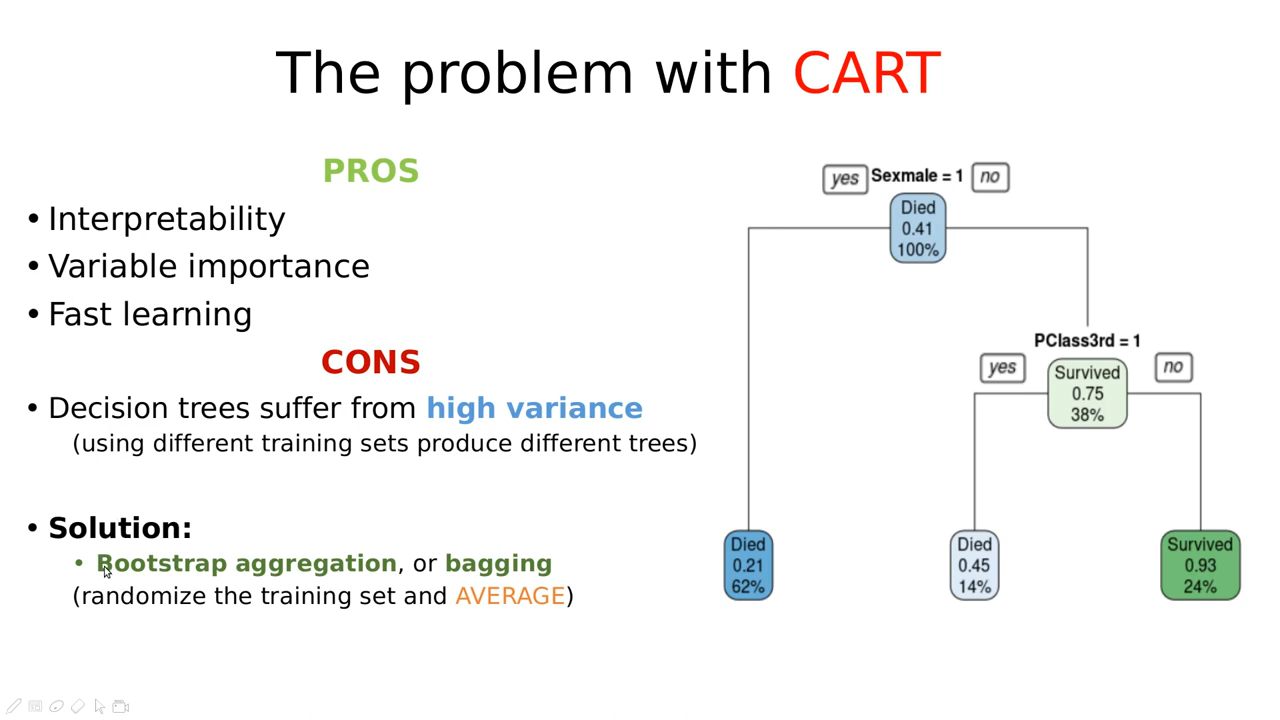 The problem with CART
PROS
• Interpretability
• Variable importance
• Fast learning
CONS
• Decision trees suffer from high variance
(using different training sets produce different trees)
• Solution:
• Bootstrap aggregation, or bagging
(randomize the training set and AVERAGE)
yes Sexmale = 1 no
Died
0.41
100%
PClass3rd = 1
yes
no
Survived
0.75
38%
Died
0.21
62%
Died
0.45
14%
Survived
0.93
24%